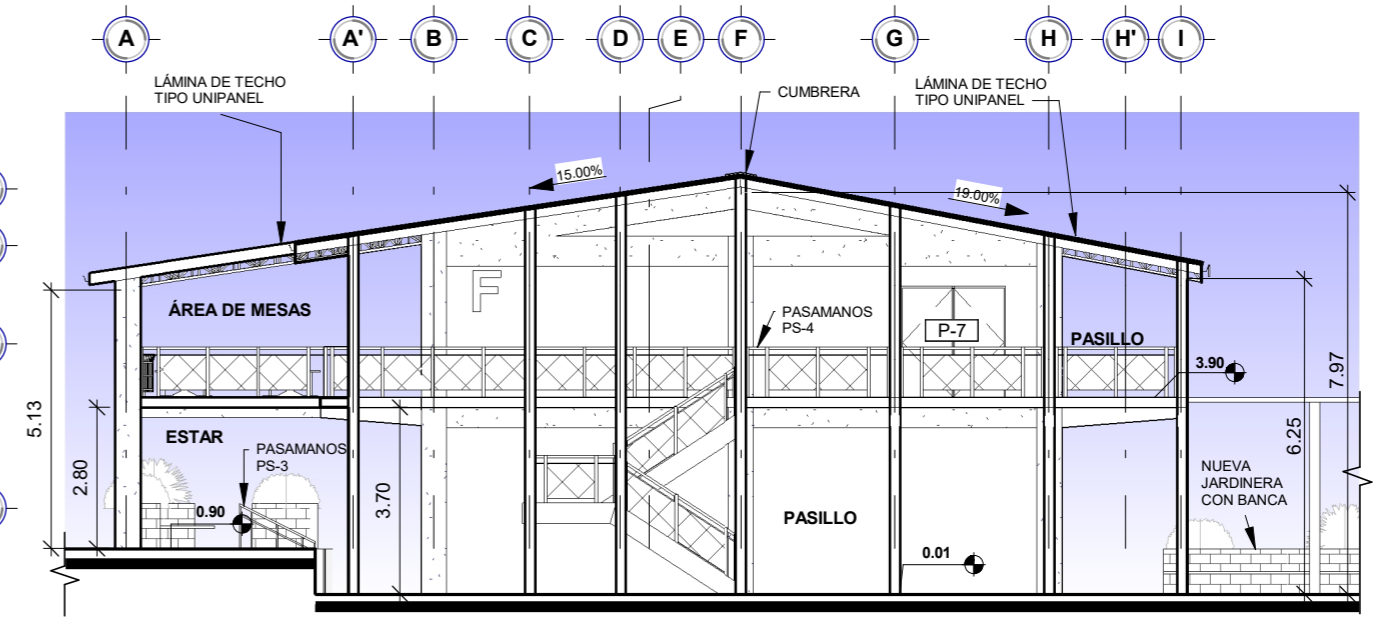 A
A'
B
C
D
E
F
G
H
H'
I
LÁMINA DE TECHO
TIPO UNIPANEL
CUMBRERA
LÁMINA DE TECHO
TIPO UNIPANEL
15.00%
19.00%
F
ÁREA DE MESAS
PASAMANOS
PS-4
P-7
PASILLO
3.90
7.97
5.13
ESTAR
PASAMANOS
PS-3
2.80
0.90
3.70
PASILLO
0.01
6.25
NUEVA
JARDINERA
CON BANCA